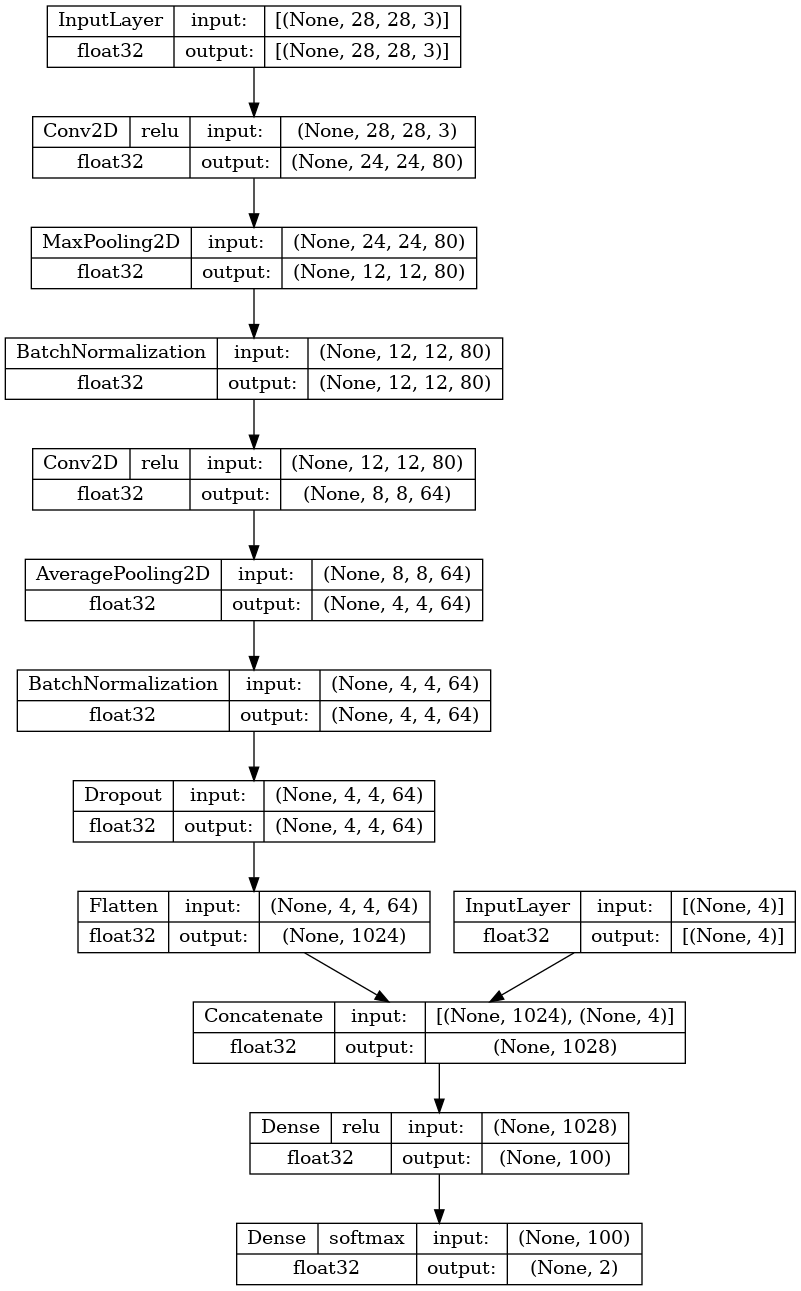 InputLayer input: [(None, 28, 28, 3)]
float32 output: [(None, 28, 28, 3)]
Conv2D relu input: (None, 28, 28, 3)
float32 output: (None, 24, 24, 80)
MaxPooling2D input: (None, 24, 24, 80)
float32 output: (None, 12, 12, 80)
BatchNormalization input: (None, 12, 12, 80)
float32 output: (None, 12, 12, 80)
Conv2D relu input: (None, 12, 12, 80)
float32 output: (None, 8, 8, 64)
AveragePooling2D input: (None, 8, 8, 64)
float32 output: (None, 4, 4, 64)
BatchNormalization input: (None, 4, 4, 64)
float32 output: (None, 4, 4, 64)
Dropout input: (None, 4, 4, 64)
float32 output: (None, 4, 4, 64)
Flatten input: (None, 4, 4, 64)
float32 output: (None, 1024)
InputLayer input: [(None, 4)]
float32 output: [(None, 4)]
Concatenate input: [(None, 1024), (None, 4)]
float32 output: (None, 1028)
Dense relu input: (None, 1028)
float32 output: (None, 100)
Dense softmax input: (None, 100)
float32 output: (None, 2)